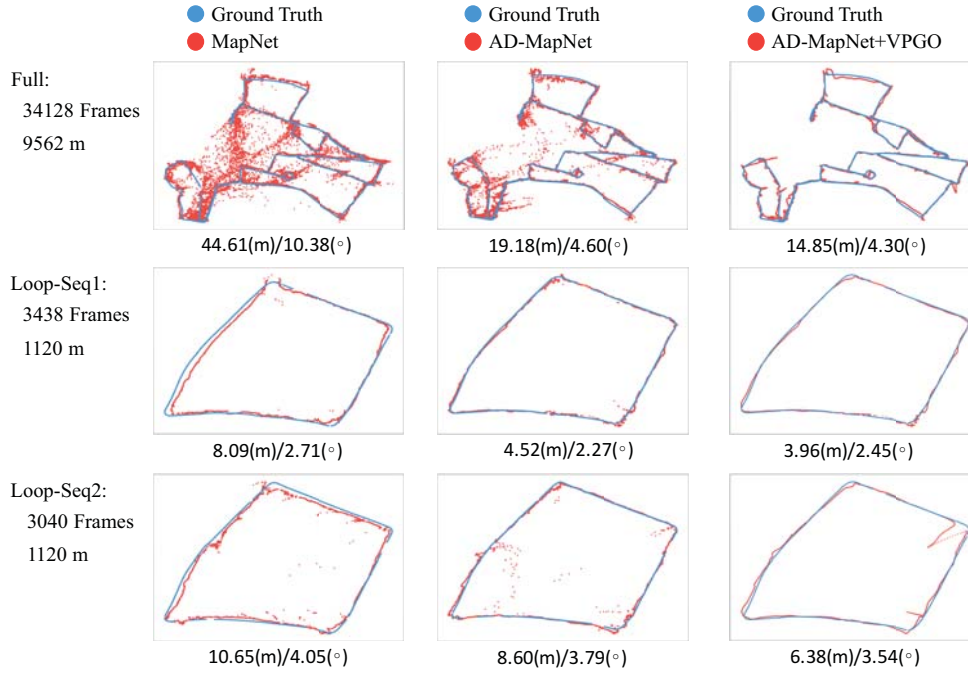 Ground Truth
MapNet
Ground Truth
AD-MapNet
Ground Truth
AD-MapNet+VPGO
Full:
34128 Frames
9562 m
44.61(m)/10.38(°)
19.18(m)/4.60(°)
14.85(m)/4.30(°)
Loop-Seq1:
3438 Frames
1120 m
8.09(m)/2.71(°)
4.52(m)/2.27(°)
3.96(m)/2.45(°)
Loop-Seq2:
3040 Frames
1120 m
10.65(m)/4.05(°)
8.60(m)/3.79(°)
6.38(m)/3.54(°)